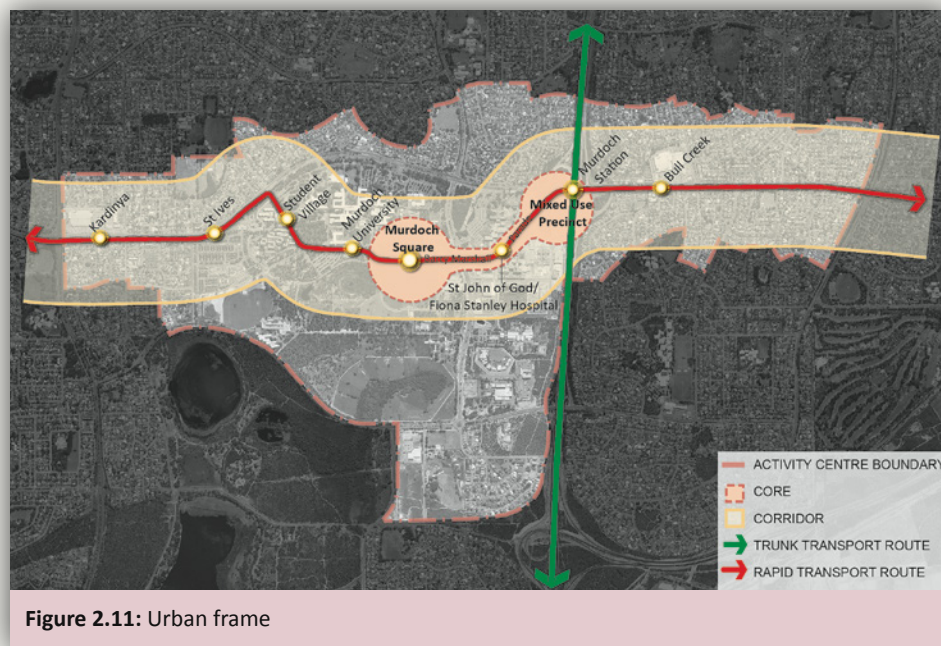 Kardinya
St Ives
Student
Village
Murdoch
University
Murdoch
Square
St John of God/
Fiona Stanley Hospital
Mixed Use
Precinct
Murdoch
Station
Bull Creek
ACTIVITY CENTRE BOUNDARY
CORE
CORRIDOR
TRUNK TRANSPORT ROUTE
RAPID TRANSPORT ROUTE
Figure 2.11: Urban frame